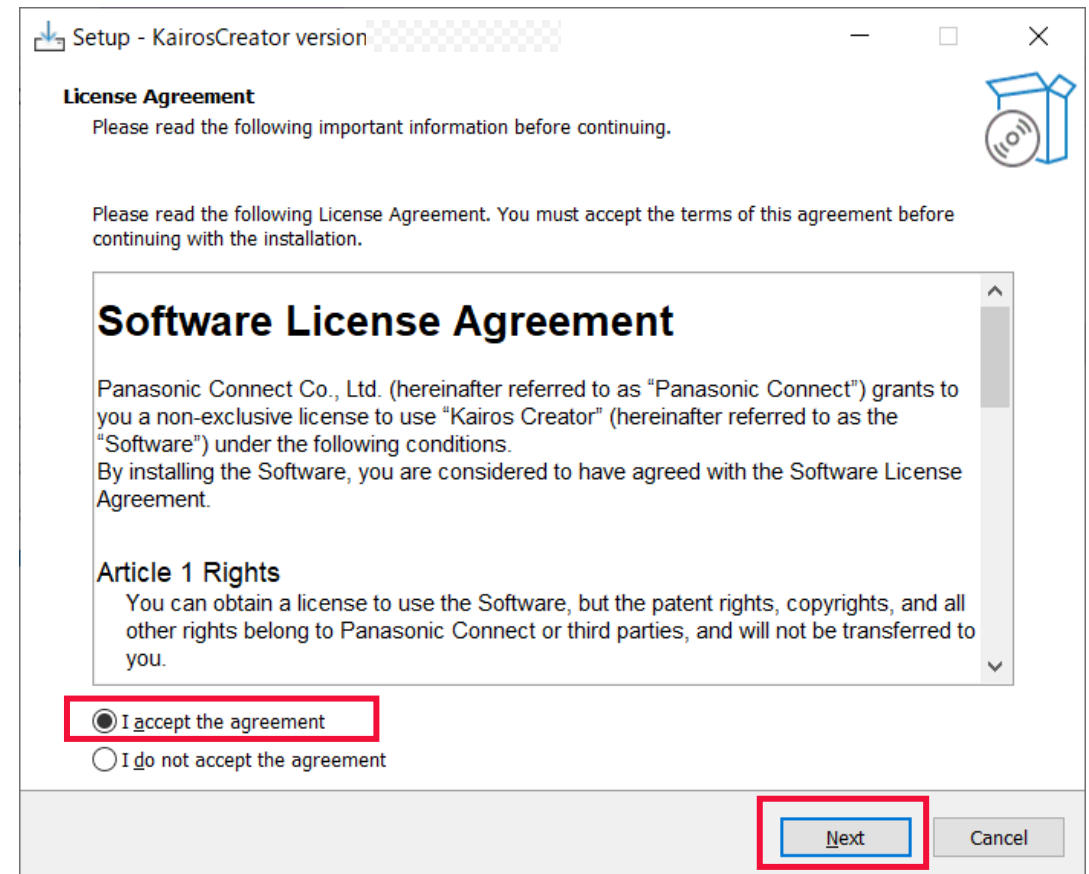 Setup - KairosCreator version
License Agreement
Please read the following important information before continuing.
Please read the following License Agreement. You must accept the terms of this agreement before
continuing with the installation.
Software License Agreement
Panasonic Connect Co., Ltd. (hereinafter referred to as “Panasonic Connect”) grants to
you a non-exclusive license to use “Kairos Creator” (hereinafter referred to as the
“Software”) under the following conditions.
By installing the Software, you are considered to have agreed with the Software License
Agreement.
Article 1 Rights
You can obtain a license to use the Software, but the patent rights, copyrights, and all
other rights belong to Panasonic Connect or third parties, and will not be transferred to
you.
I accept the agreement
I do not accept the agreement
Next
Cancel